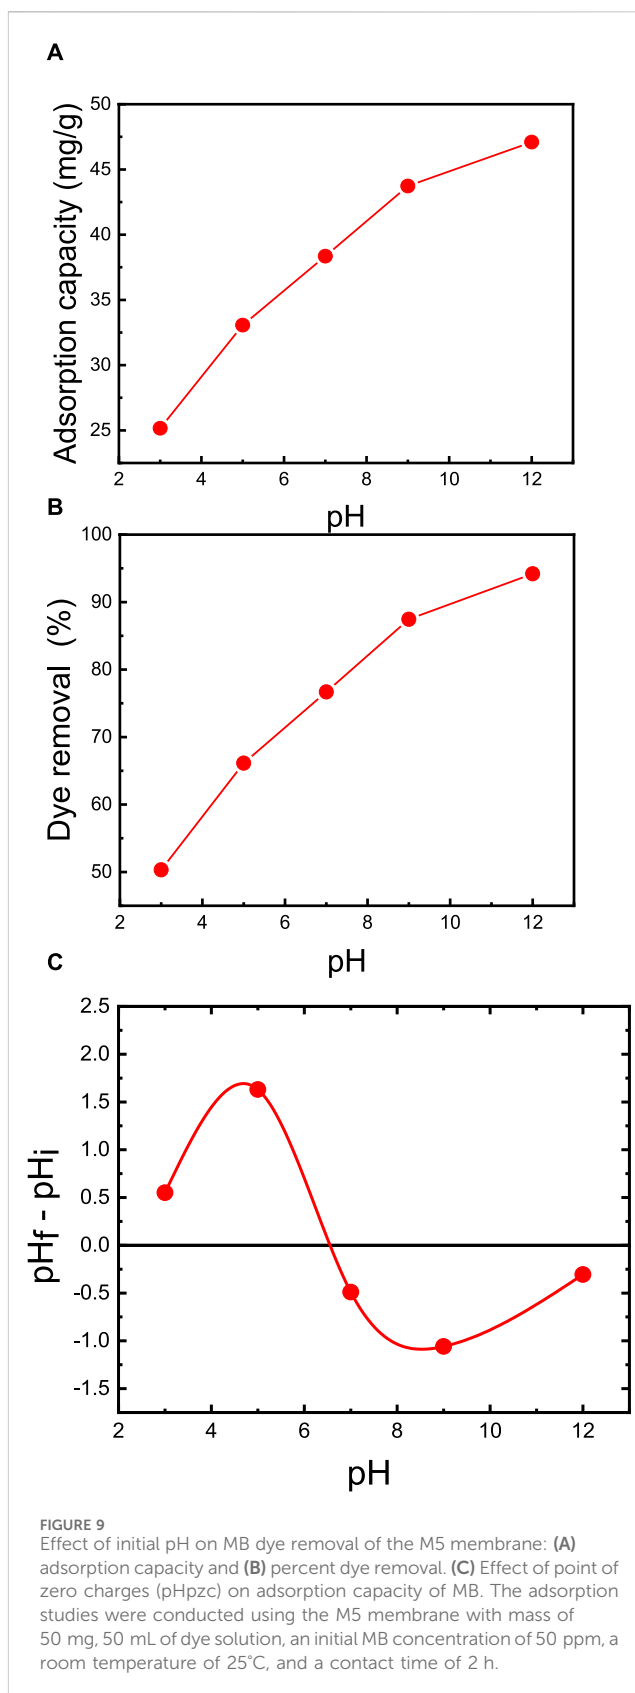 A
Adsorption capacity (mg/g)
50
45
40
35
30
25
2 4 6 8 10 12
pH
B
Dye removal (%)
100
90
80
70
60
50
2 4 6 8 10 12
pH
C
pHf - pHi
2.5
2.0
1.5
1.0
0.5
0.0
-0.5
-1.0
-1.5
2 4 6 8 10 12
pH
FIGURE 9
Effect of initial pH on MB dye removal of the M5 membrane: (A)
adsorption capacity and (B) percent dye removal. (C) Effect of point of
zero charges (pHpzc) on adsorption capacity of MB. The adsorption
studies were conducted using the M5 membrane with mass of
50 mg, 50 mL of dye solution, an initial MB concentration of 50 ppm, a
room temperature of 25°C, and a contact time of 2 h.